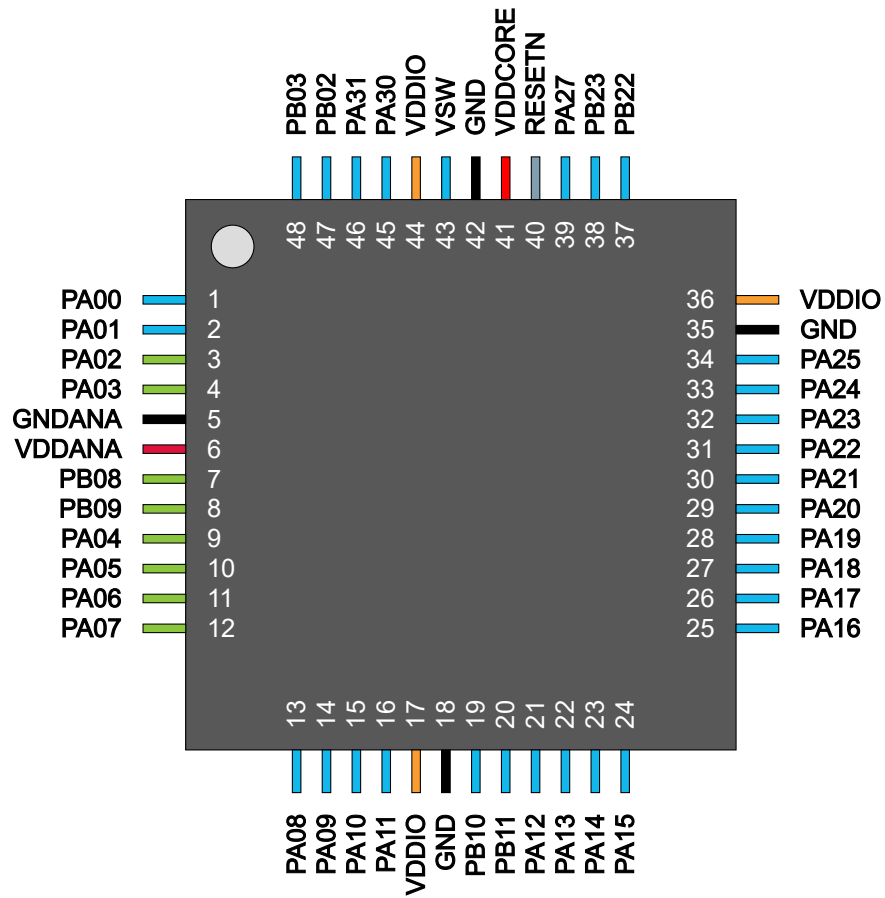 PB03 PB02 PA31 PA30 VDDIO VSW GND VDDCORE RESETN PA27 PB23 PB22
48 47 46 45 44 43 42 41 40 39 38 37
PA00 1 36 VDDIO
PA01 2 35 GND
PA02 3 34 PA25
PA03 4 33 PA24
GNDANA 5 32 PA23
VDDANA 6 31 PA22
PB08 7 30 PA21
PB09 8 29 PA20
PA04 9 28 PA19
PA05 10 27 PA18
PA06 11 26 PA17
PA07 12 25 PA16
13 14 15 16 17 18 19 20 21 22 23 24
PA08 PA09 PA10 PA11 VDDIO GND PB10 PB11 PA12 PA13 PA14 PA15